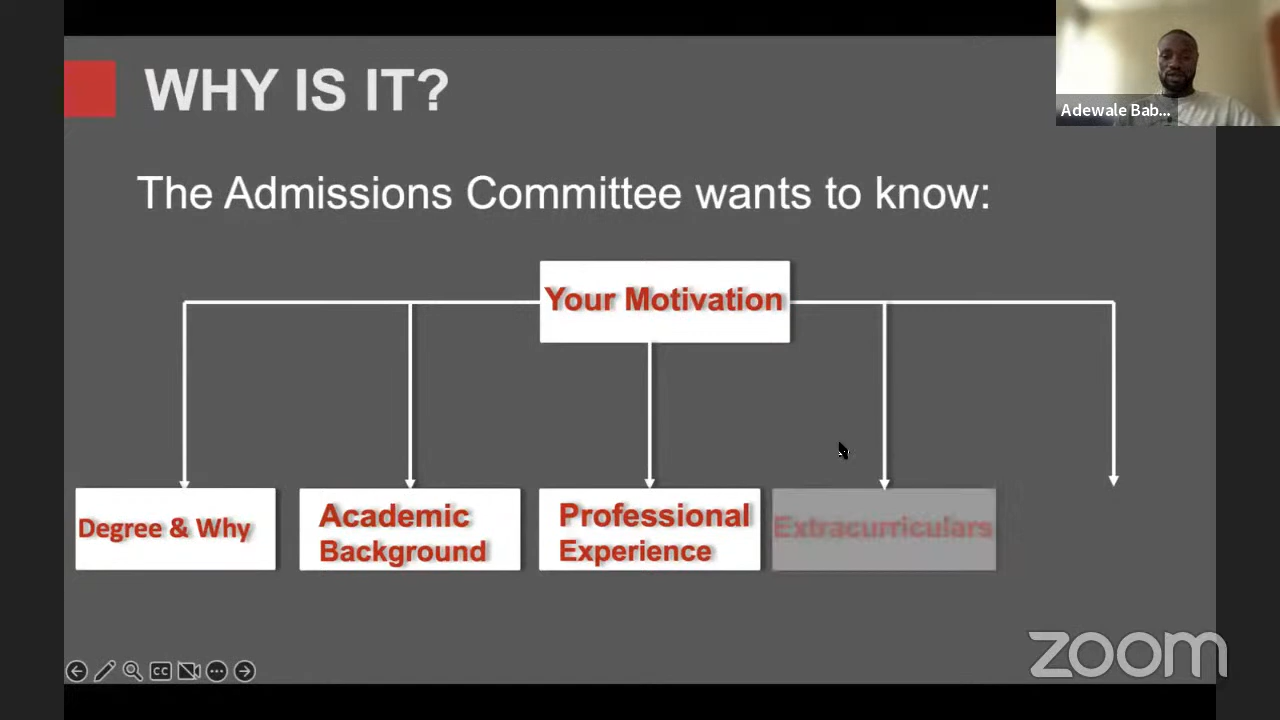 WHY IS IT?
Adewale Bab...
The Admissions Committee wants to know:
Your Motivation
Degree & Why
Academic
Background
Professional
Experience
Extracurriculars
CC
zoom